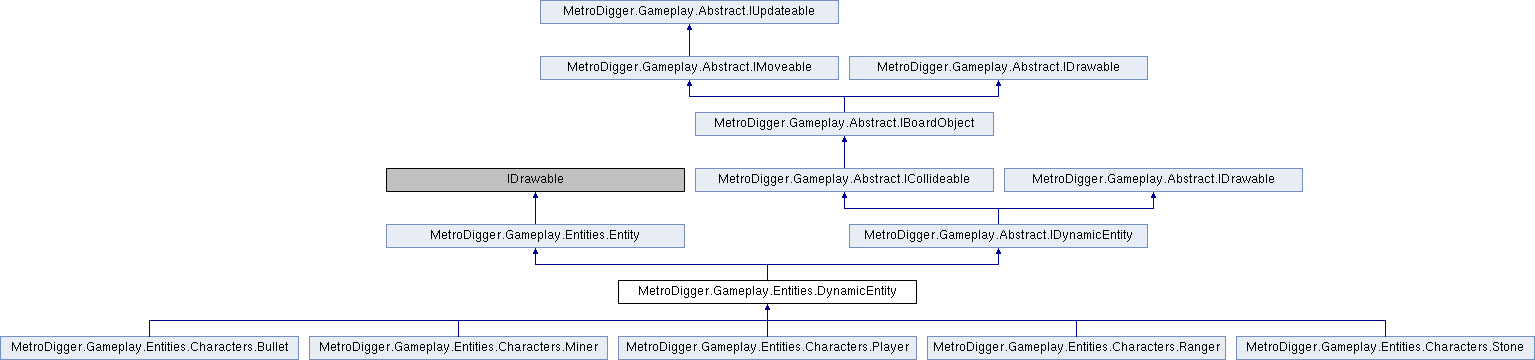 MetroDigger.Gameplay.Abstract.IUpdateable
MetroDigger.Gameplay.Abstract.IMoveable
MetroDigger.Gameplay.Abstract.IDrawable
MetroDigger.Gameplay.Abstract.IBoardObject
IDrawable
MetroDigger.Gameplay.Abstract.ICollideable
MetroDigger.Gameplay.Abstract.IDrawable
MetroDigger.Gameplay.Entities.Entity
MetroDigger.Gameplay.Abstract.IDynamicEntity
MetroDigger.Gameplay.Entities.DynamicEntity
MetroDigger.Gameplay.Entities.Characters.Bullet
MetroDigger.Gameplay.Entities.Characters.Miner
MetroDigger.Gameplay.Entities.Characters.Player
MetroDigger.Gameplay.Entities.Characters.Ranger
MetroDigger.Gameplay.Entities.Characters.Stone